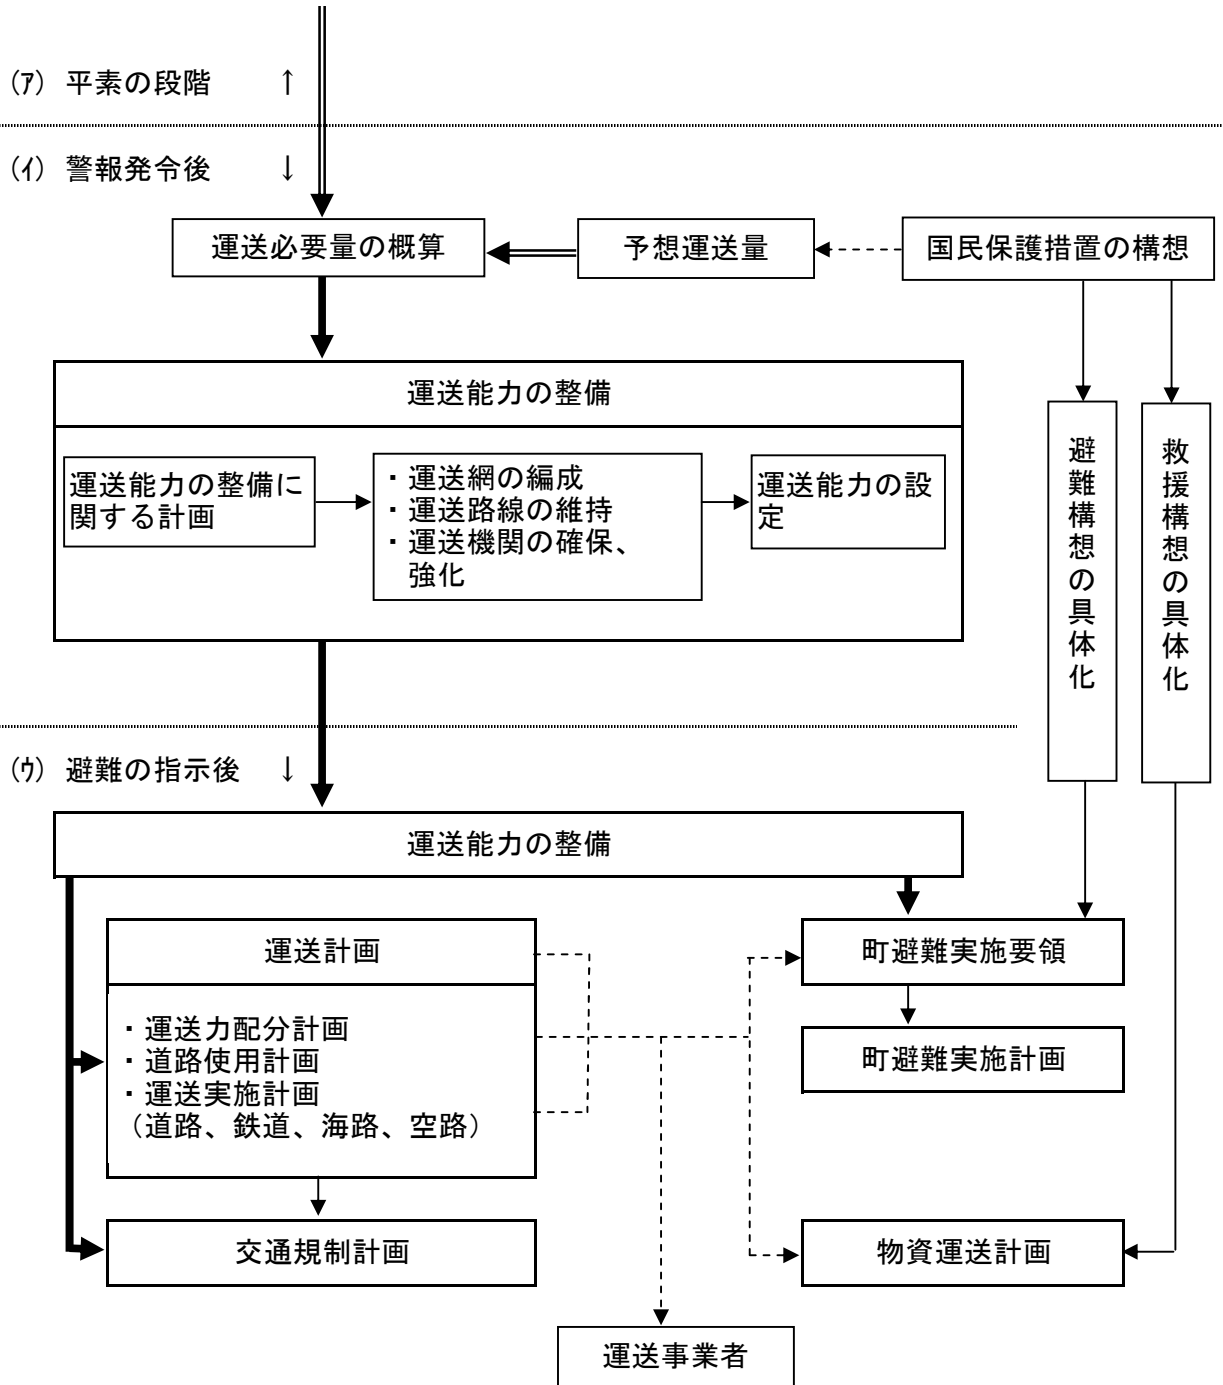 (ｱ) 平素の段階 ↑
(ｲ) 警報発令後 ↓
運送必要量の概算
予想運送量
国民保護措置の構想
運送能力の整備
運送能力の整備に
関する計画
・運送網の編成
・運送路線の維持
・運送機関の確保、
強化
運送能力の設
定
避難構想の具体化
救援構想の具体化
(ｳ) 避難の指示後 ↓
運送能力の整備
運送計画
・運送力配分計画
・道路使用計画
・運送実施計画
（道路、鉄道、海路、空路）
交通規制計画
町避難実施要領
町避難実施計画
物資運送計画
運送事業者